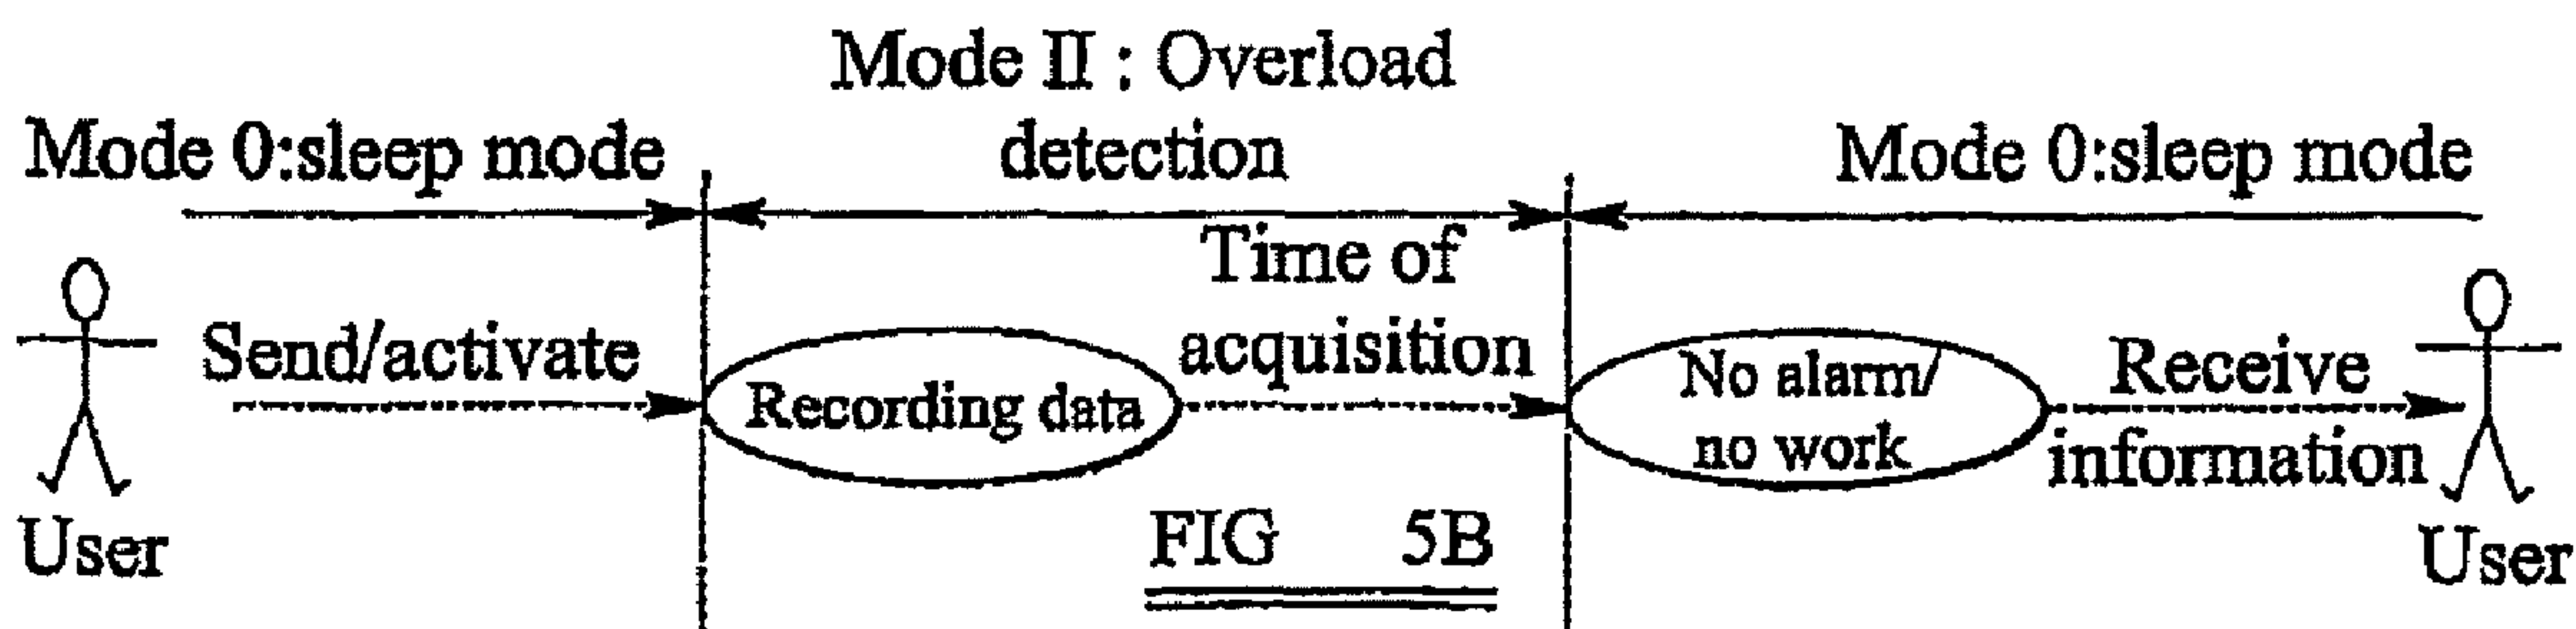 Mode II : Overload
detection
Mode 0:sleep mode
Mode 0:sleep mode
Time of
acquisition
Send/activate
Recording data
No alarm/
no work
Receive
information
User
User
FIG 5B